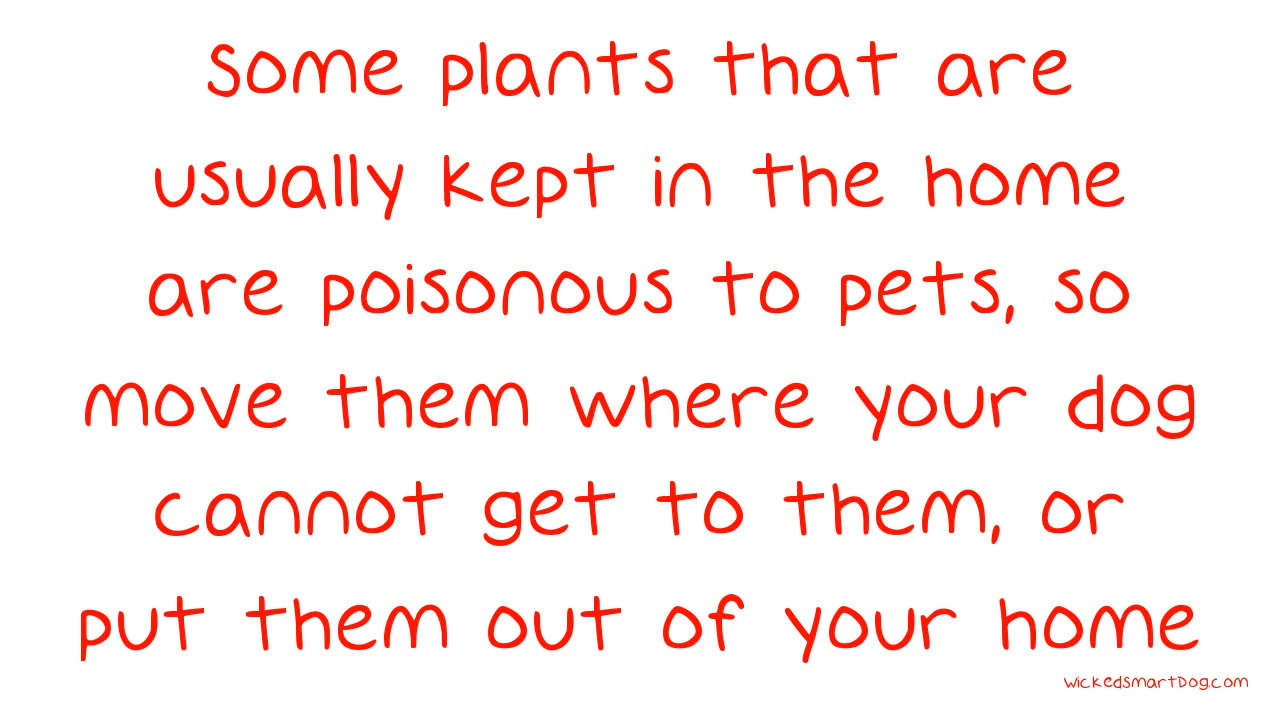 Some plants that are
usually kept in the home
are poisonous to pets, so
move them where your dog
cannot get to them, or
put them out of your home
wickedsmartDog.com